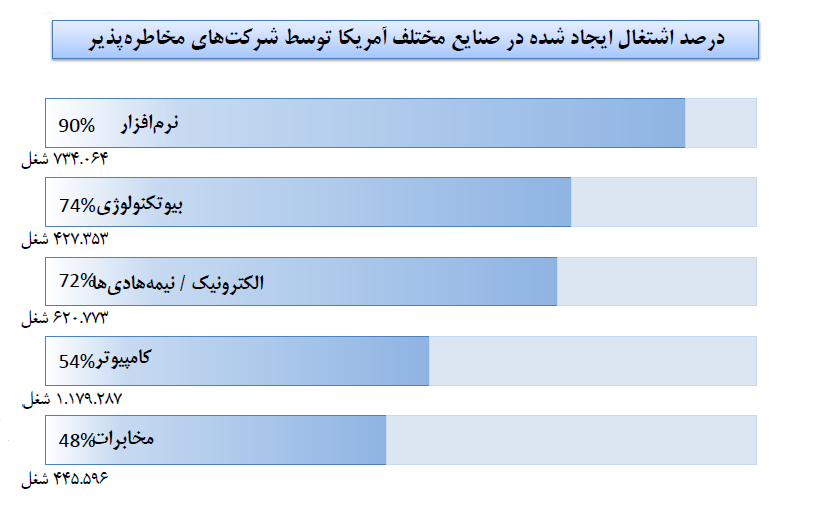 درصد اشتغال ایجاد شده در صنایع مختلف آمریکا توسط شرکت‌های مخاطره‌پذیر
نرم‌افزار 90%
۷۳۴.۰۶۴ شغل
بیوتکنولوژی 74%
۴۲۷.۳۵۳ شغل
الکترونیک / نیمه‌هادی‌ها 72%
۶۲۰.۷۷۳ شغل
کامپیوتر 54%
۱.۱۷۹.۲۸۷ شغل
مخابرات 48%
۴۴۵.۵۹۶ شغل